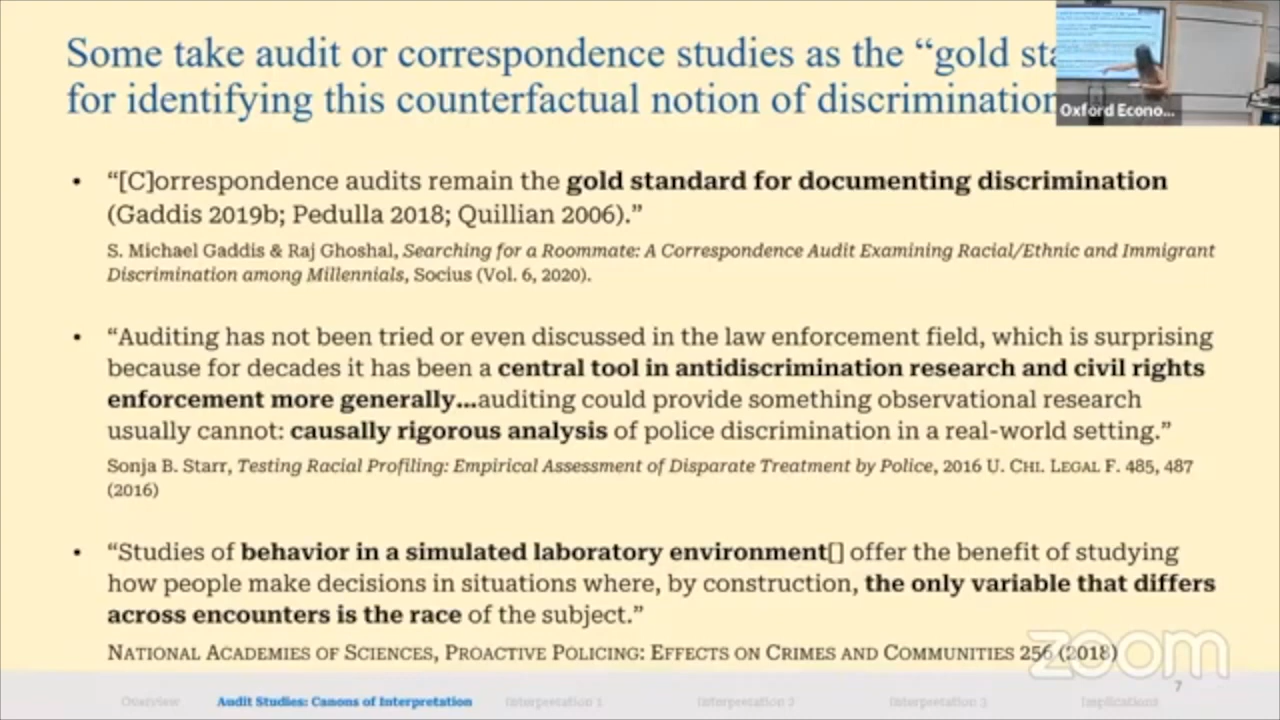 Some take audit or correspondence studies as the “gold sta
for identifying this counterfactual notion of discrimination
Oxford Econo...
• “[C]orrespondence audits remain the gold standard for documenting discrimination
(Gaddis 2019b; Pedulla 2018; Quillian 2006).”
S. Michael Gaddis & Raj Ghoshal, Searching for a Roommate: A Correspondence Audit Examining Racial/Ethnic and Immigrant
Discrimination among Millennials, Socius (Vol. 6, 2020).
• “Auditing has not been tried or even discussed in the law enforcement field, which is surprising
because for decades it has been a central tool in antidiscrimination research and civil rights
enforcement more generally...auditing could provide something observational research
usually cannot: causally rigorous analysis of police discrimination in a real-world setting.”
Sonja B. Starr, Testing Racial Profiling: Empirical Assessment of Disparate Treatment by Police, 2016 U. CHI. LEGAL F. 485, 487
(2016)
• “Studies of behavior in a simulated laboratory environment[] offer the benefit of studying
how people make decisions in situations where, by construction, the only variable that differs
across encounters is the race of the subject.”
NATIONAL ACADEMIES OF SCIENCES, PROACTIVE POLICING: EFFECTS ON CRIMES AND COMMUNITIES 256 (2018)
zoom
7
Overview Audit Studies: Canons of Interpretation Interpretation 1 Interpretation 2 Interpretation 3 Implications